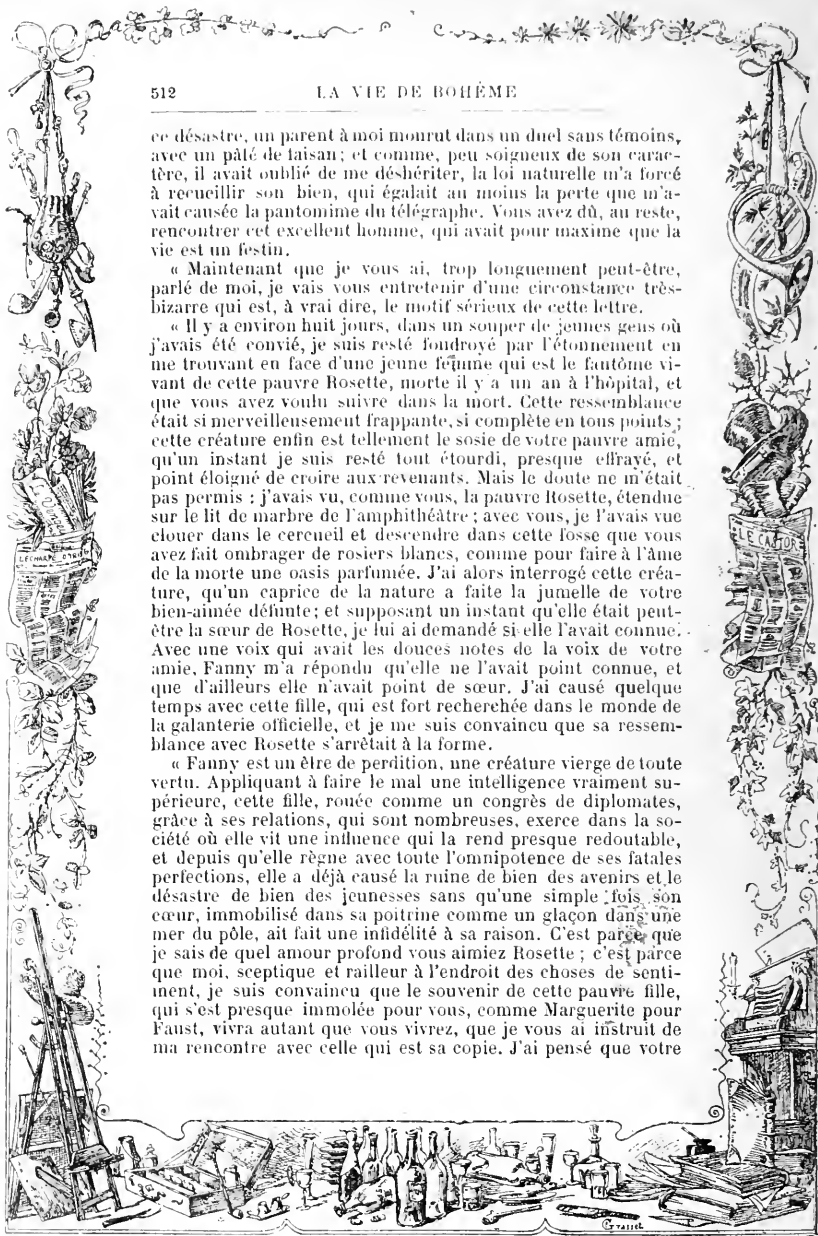 512 LA VIE DE BOHÈME
ce désastre, un parent à moi mourut dans un duel sans témoins,
avec un pâté de faisan; et comme, peu soigneux de son carac-
tère, il avait oublié de me déshériter, la loi naturelle m'a forcé
à recueillir son bien, qui égalait au moins la perte que m'a-
vait causée la pantomime du télégraphe. Vous avez dû, au reste,
rencontrer cet excellent homme, qui avait pour maxime que la
vie est un festin.
« Maintenant que je vous ai, trop longuement peut-être,
parlé de moi, je vais vous entretenir d'une circonstance très-
bizarre qui est, à vrai dire, le motif sérieux de cette lettre.
« Il y a environ huit jours, dans un souper de jeunes gens où
j'avais été convié, je suis resté foudroyé par l'étonnement en
me trouvant en face d'une jeune femme qui est le fantôme vi-
vant de cette pauvre Rosette, morte il y a un an à l'hôpital, et
que vous avez voulu suivre dans la mort. Cette ressemblance
était si merveilleusement frappante, si complète en tous points;
cette créature enfin est tellement le sosie de votre pauvre amie,
qu'un instant je suis resté tout étourdi, presque effrayé, et
point éloigné de croire aux revenants. Mais le doute ne m'était
pas permis : j'avais vu, comme vous, la pauvre Rosette, étendue
sur le lit de marbre de l'amphithéâtre; avec vous, je l'avais vue
clouer dans le cercueil et descendre dans cette fosse que vous
avez fait ombrager de rosiers blancs, comme pour faire à l'âme
de la morte une oasis parfumée. J'ai alors interrogé cette créa-
ture, qu'un caprice de la nature a faite la jumelle de votre
bien-aimée défunte; et supposant un instant qu'elle était peut-
être la sœur de Rosette, je lui ai demandé si elle l'avait connue.
Avec une voix qui avait les douces notes de la voix de votre
amie, Fanny m'a répondu qu'elle ne l'avait point connue, et
que d'ailleurs elle n'avait point de sœur. J'ai causé quelque
temps avec cette fille, qui est fort recherchée dans le monde de
la galanterie officielle, et je me suis convaincu que sa ressem-
blance avec Rosette s'arrêtait à la forme.
« Fanny est un être de perdition, une créature vierge de toute
vertu. Appliquant à faire le mal une intelligence vraiment su-
périeure, cette fille, rouée comme un congrès de diplomates,
grâce à ses relations, qui sont nombreuses, exerce dans la so-
ciété où elle vit une influence qui la rend presque redoutable,
et depuis qu'elle règne avec toute l'omnipotence de ses fatales
perfections, elle a déjà causé la ruine de bien des avenirs et le
désastre de bien des jeunesses sans qu'une simple fois son
cœur, immobilisé dans sa poitrine comme un glaçon dans une
mer du pôle, ait fait une infidélité à sa raison. C'est parce que
je sais de quel amour profond vous aimiez Rosette ; c'est parce
que moi, sceptique et railleur à l'endroit des choses de senti-
ment, je suis convaincu que le souvenir de cette pauvre fille,
qui s'est presque immolée pour vous, comme Marguerite pour
Faust, vivra autant que vous vivrez, que je vous ai instruit de
ma rencontre avec celle qui est sa copie. J'ai pensé que votre
L'ECHARPE D'IRIS
LE CASTOR
Grasset